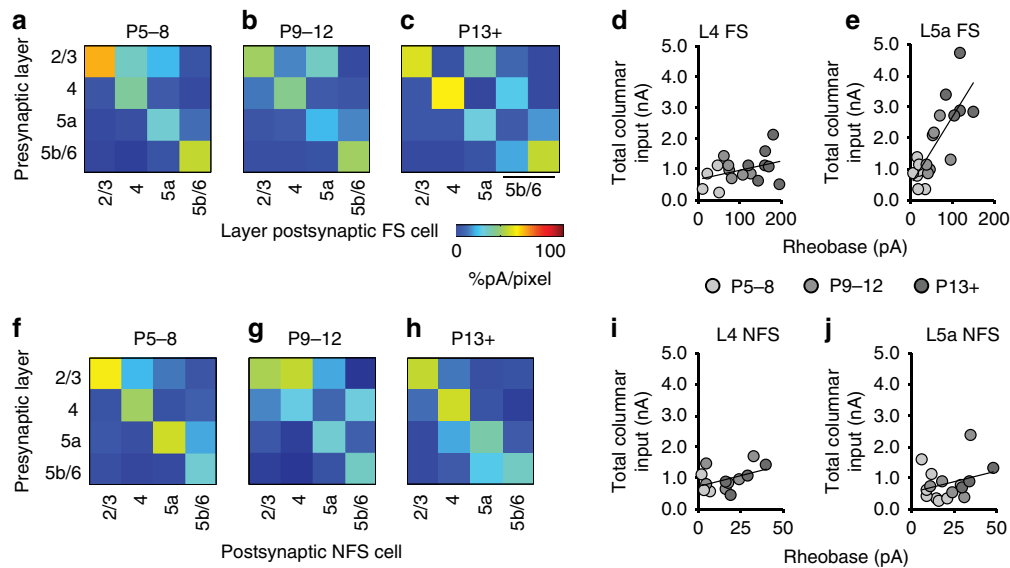 a P5–8
b P9–12
c P13+
Presynaptic layer
2/3
4
5a
5b/6
2/3 4 5a 5b/6
2/3 4 5a 5b/6
2/3 4 5a 5b/6
Layer postsynaptic FS cell
0 100
%pA/pixel
d L4 FS
Total columnar
input (nA)
5.0
4.0
3.0
2.0
1.0
0
0 100 200
e L5a FS
Total columnar
input (nA)
5.0
4.0
3.0
2.0
1.0
0.0
0 100 200
Rheobase (pA)
P5–8 P9–12 P13+
f P5–8
g P9–12
h P13+
Presynaptic layer
2/3
4
5a
5b/6
2/3 4 5a 5b/6
2/3 4 5a 5b/6
2/3 4 5a 5b/6
Postsynaptic NFS cell
i L4 NFS
Total columnar
input (nA)
5.0
4.0
3.0
2.0
1.0
0.0
0 25 50
j L5a NFS
Total columnar
input (nA)
5.0
4.0
3.0
2.0
1.0
0.0
0 25 50
Rheobase (pA)